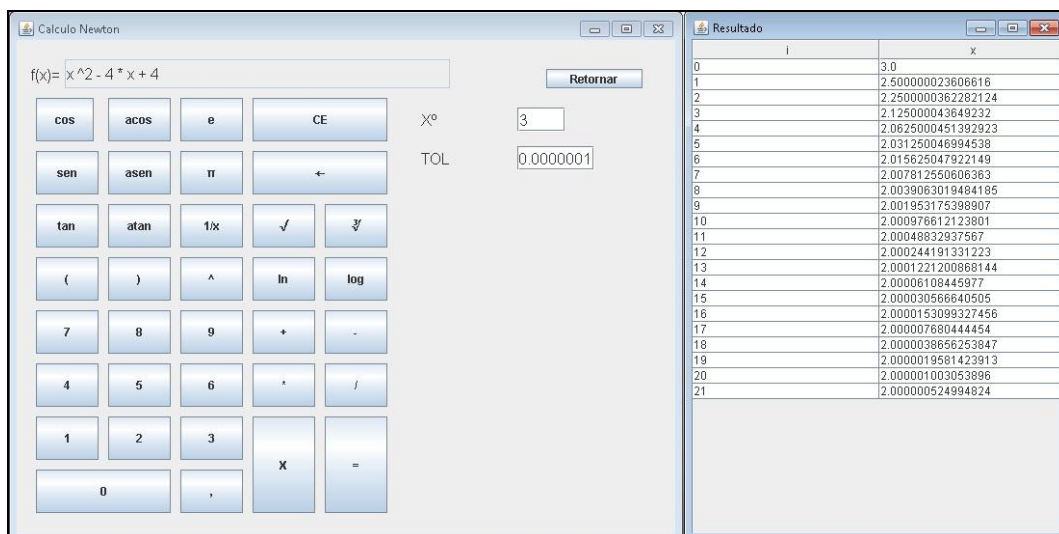 Calculo Newton
f(x)= x ^2 - 4 * x + 4
Retornar
cos acos e CE
Xº 3
sen asen π ←
TOL 0.0000001
tan atan 1/x √ ∛
( ) ^ ln log
7 8 9 + -
4 5 6 * /
1 2 3 X =
0 ,
Resultado
i x
0 3.0
1 2.500000023606616
2 2.2500000362282124
3 2.125000043649232
4 2.0625000451392923
5 2.031250046994538
6 2.015625047922149
7 2.007812550606363
8 2.0039063019484185
9 2.001953175398907
10 2.000976612123801
11 2.00048832937567
12 2.000244191331223
13 2.0001221200868144
14 2.00006108445977
15 2.000030566640505
16 2.0000153099327456
17 2.000007680444454
18 2.0000038656253847
19 2.0000019581423913
20 2.000001003053896
21 2.000000524994824